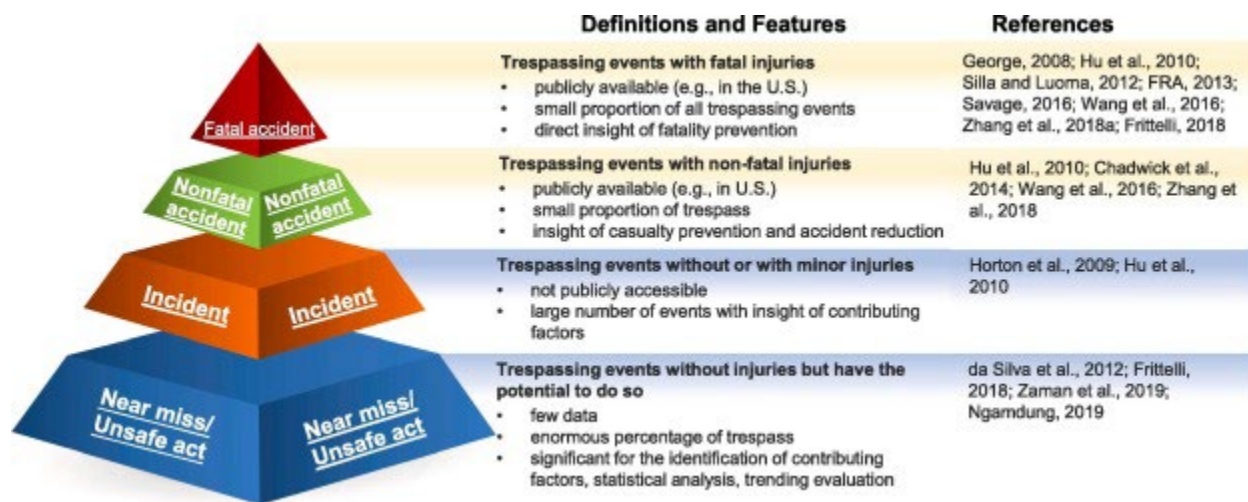 Definitions and Features
References
Fatal accident
Trespassing events with fatal injuries
• publicly available (e.g., in the U.S.)
• small proportion of all trespassing events
• direct insight of fatality prevention
George, 2008; Hu et al., 2010;
Silla and Luoma, 2012; FRA, 2013;
Savage, 2016; Wang et al., 2016;
Zhang et al., 2018a; Frittelli, 2018
Nonfatal
accident
Nonfatal
accident
Trespassing events with non-fatal injuries
• publicly available (e.g., in U.S.)
• small proportion of trespass
• insight of casualty prevention and accident reduction
Hu et al., 2010; Chadwick et al.,
2014; Wang et al., 2016; Zhang et
al., 2018
Incident
Incident
Trespassing events without or with minor injuries
• not publicly accessible
• large number of events with insight of contributing
factors
Horton et al., 2009; Hu et al.,
2010
Near miss/
Unsafe act
Near miss/
Unsafe act
Trespassing events without injuries but have the
potential to do so
• few data
• enormous percentage of trespass
• significant for the identification of contributing
factors, statistical analysis, trending evaluation
da Silva et al., 2012; Frittelli,
2018; Zaman et al., 2019;
Ngamdung, 2019